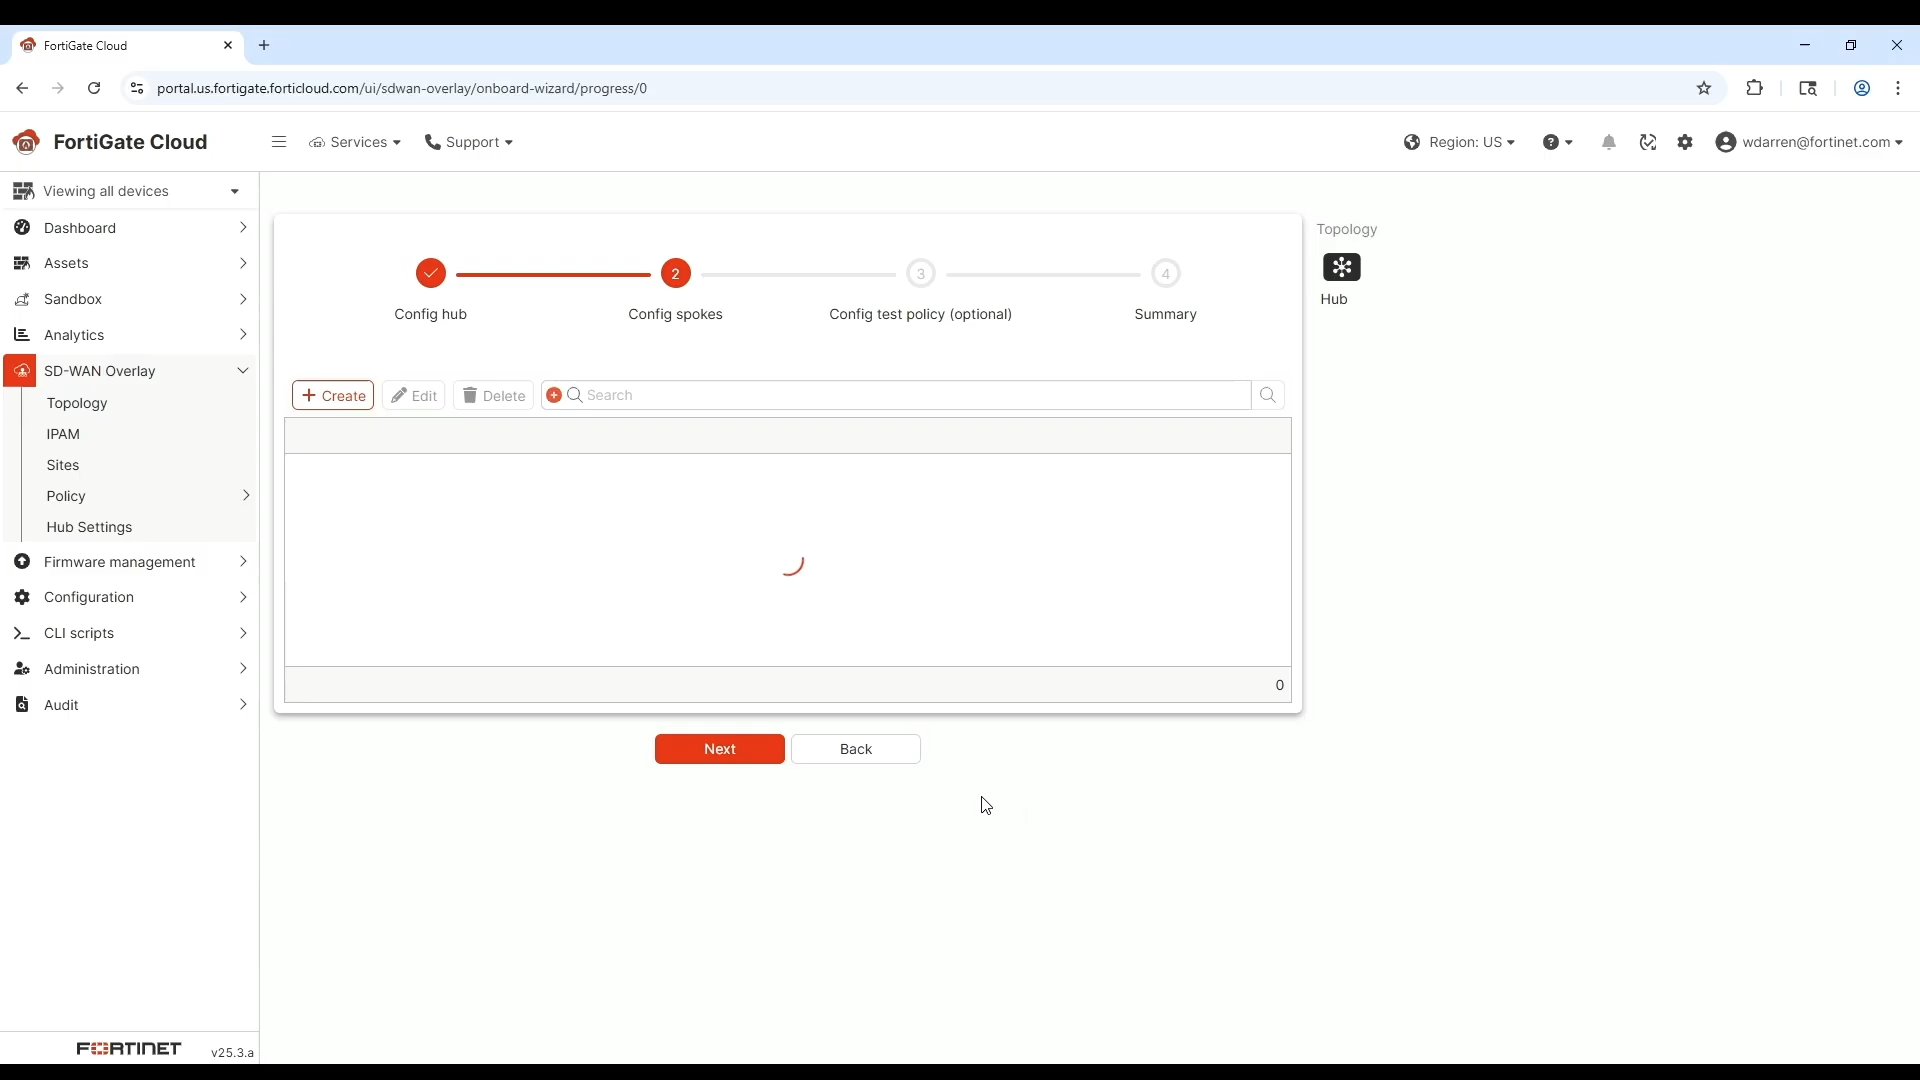 FortiGate Cloud
portal.us.fortigate.forticloud.com/ui/sdwan-overlay/onboard-wizard/progress/0
FortiGate Cloud
Services
Support
Region: US
wdarren@fortinet.com
Viewing all devices
Dashboard
Assets
Sandbox
Analytics
SD-WAN Overlay
Topology
IPAM
Sites
Policy
Hub Settings
Firmware management
Configuration
CLI scripts
Administration
Audit
FORTINET
v25.3.a
2
3
4
Config hub
Config spokes
Config test policy (optional)
Summary
Create
Edit
Delete
Search
0
Next
Back
Topology
Hub